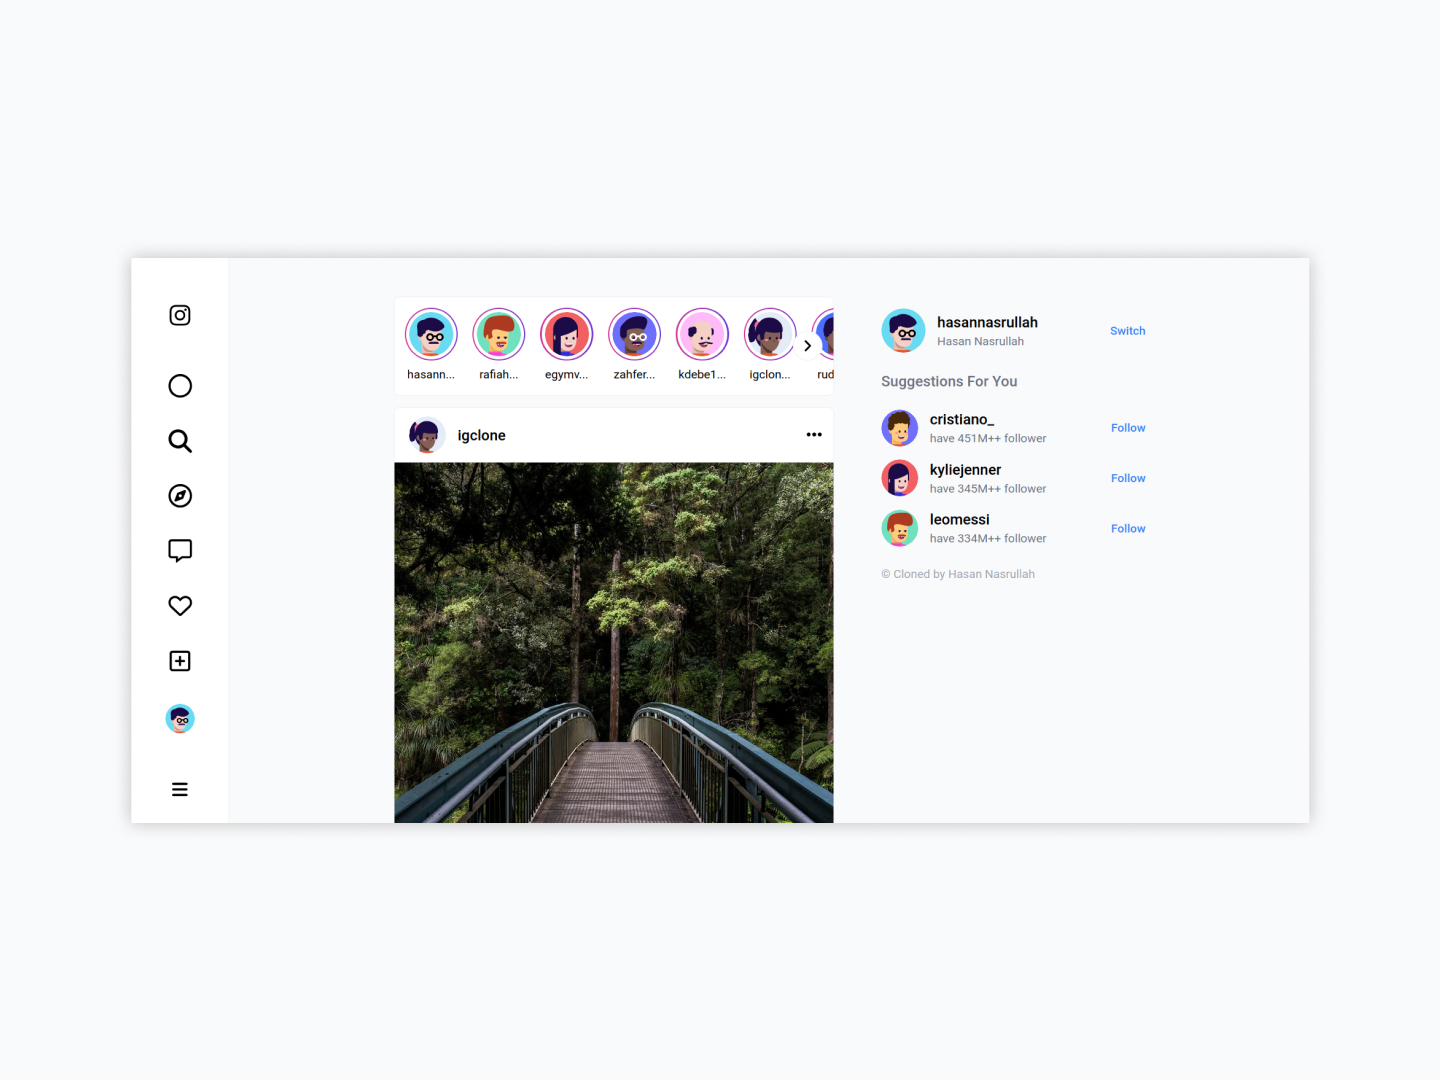 hasann...
rafiah...
egymv...
zahfer...
kdebe1...
igclon...
rud
igclone
hasannasrullah
Hasan Nasrullah
Switch
Suggestions For You
cristiano_
have 451M++ follower
Follow
kyliejenner
have 345M++ follower
Follow
leomessi
have 334M++ follower
Follow
© Cloned by Hasan Nasrullah